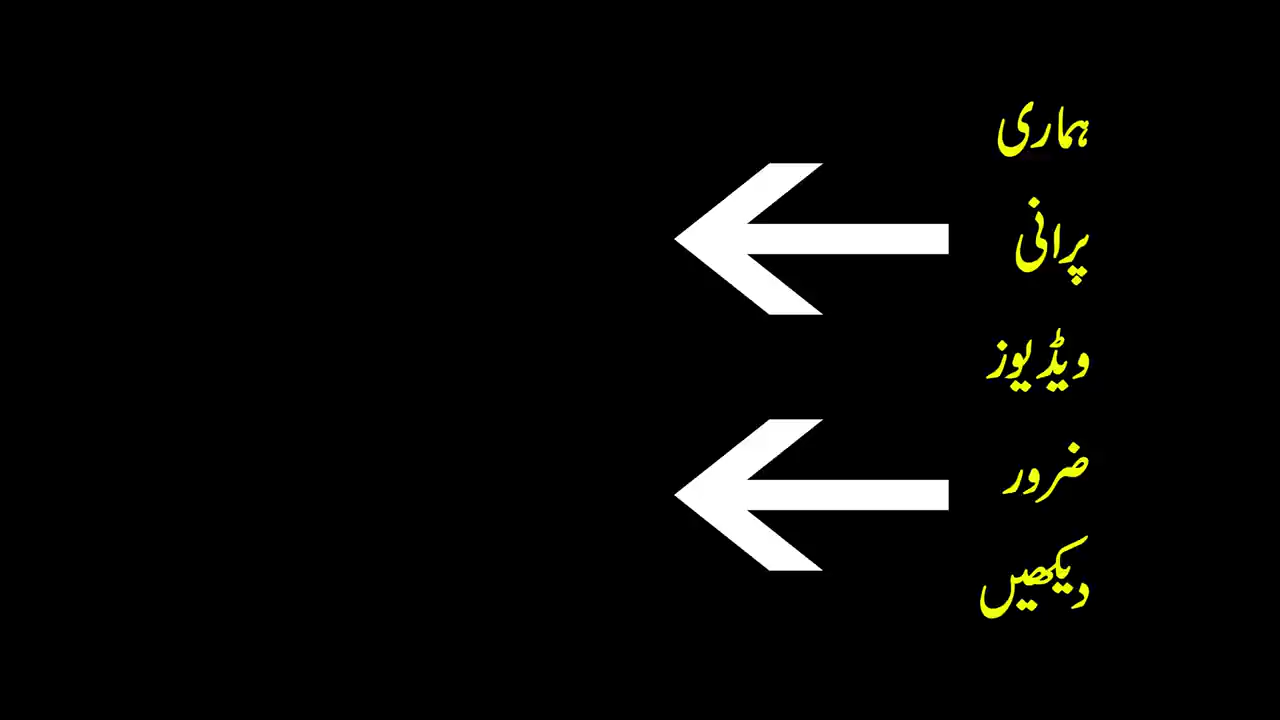 ہماری
پرانی
ویڈیوز
ضرور
دیکھیں